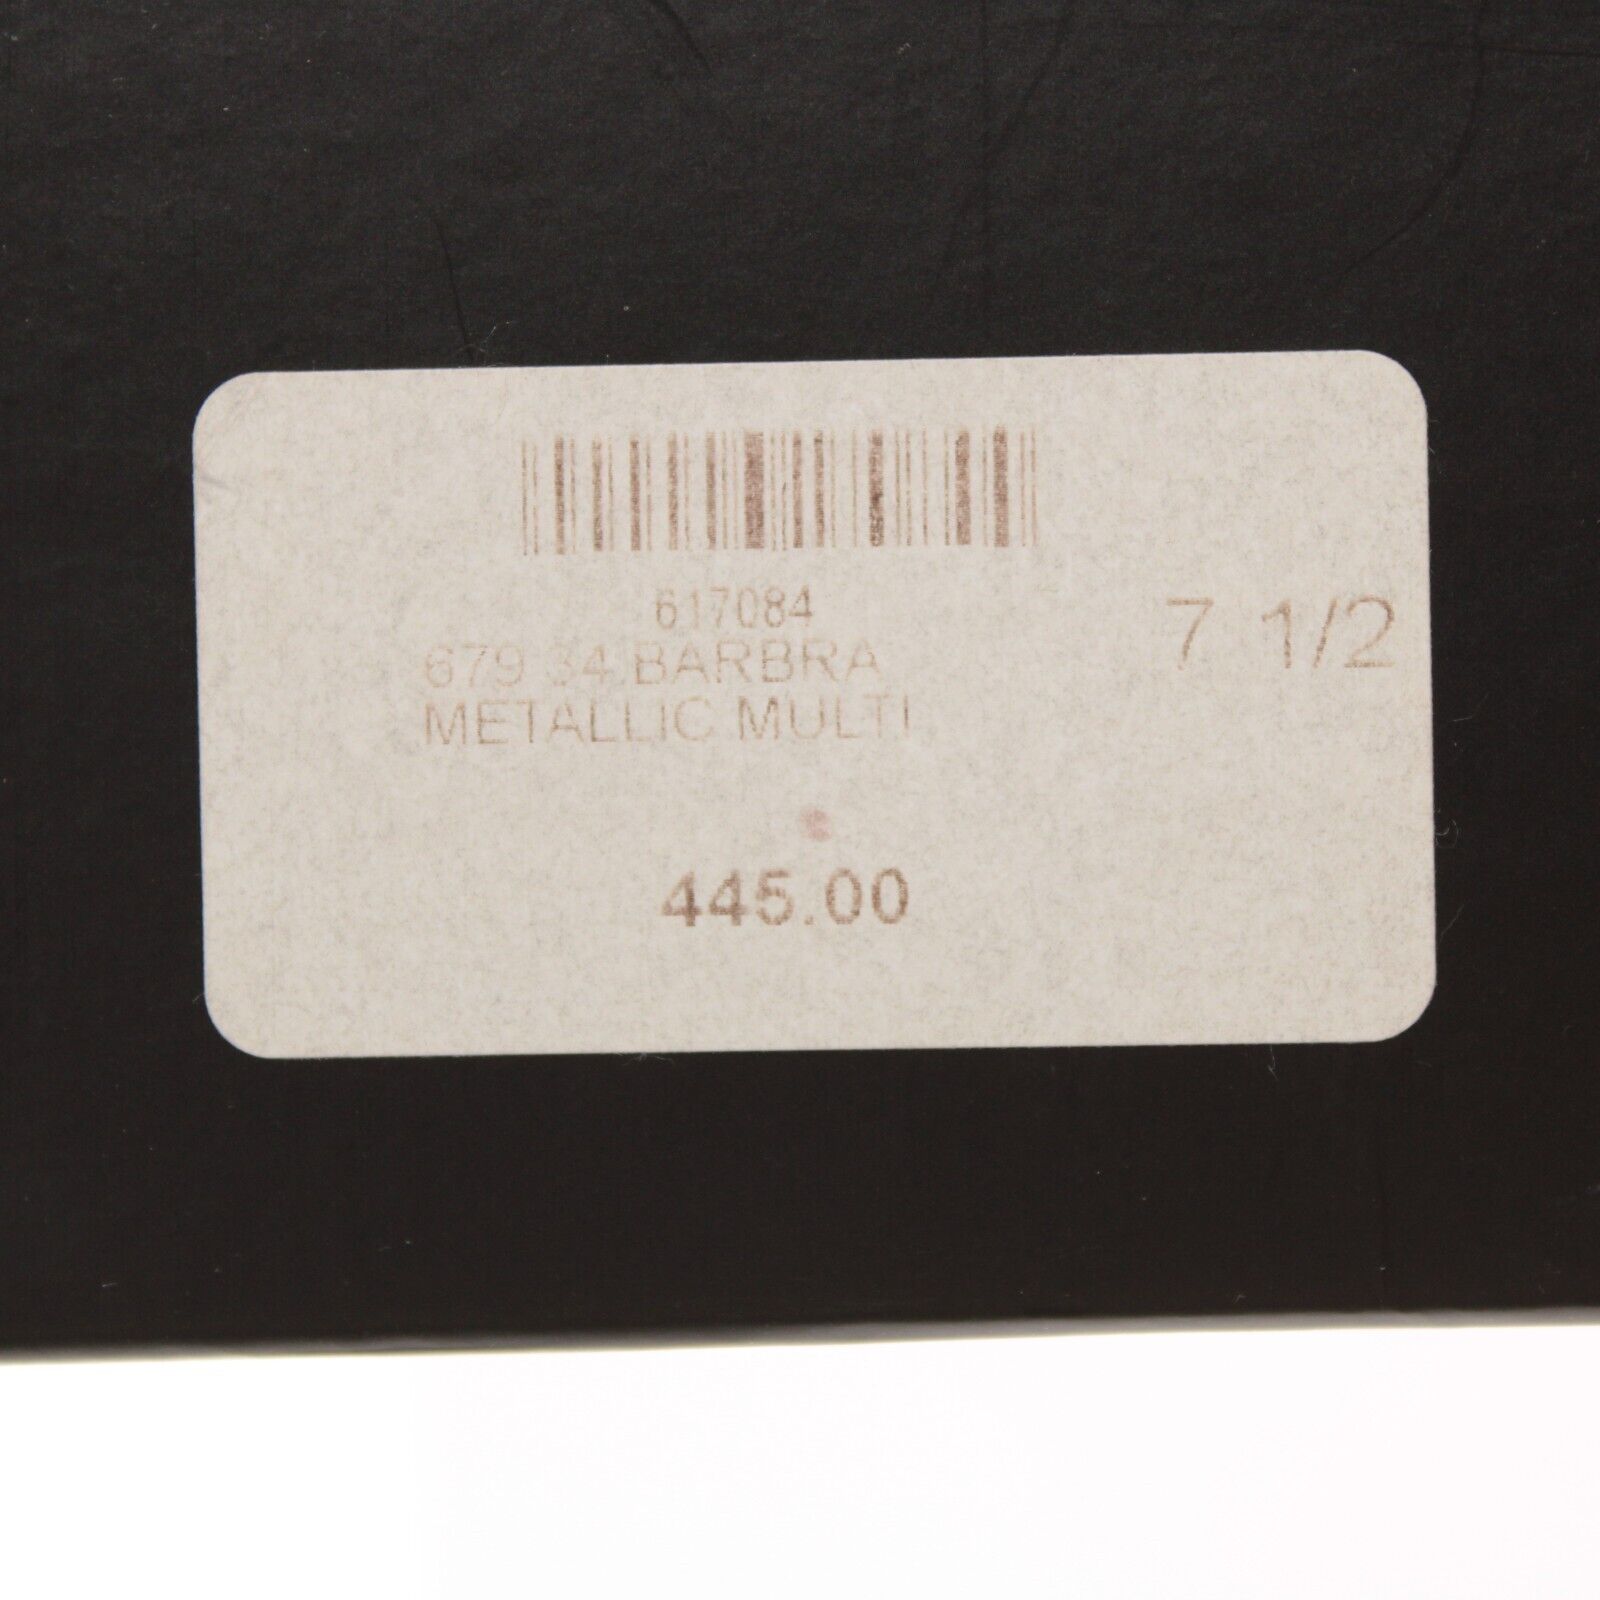 617084
679 34 BARBRA
7 1/2
METALLIC MULTI
445.00